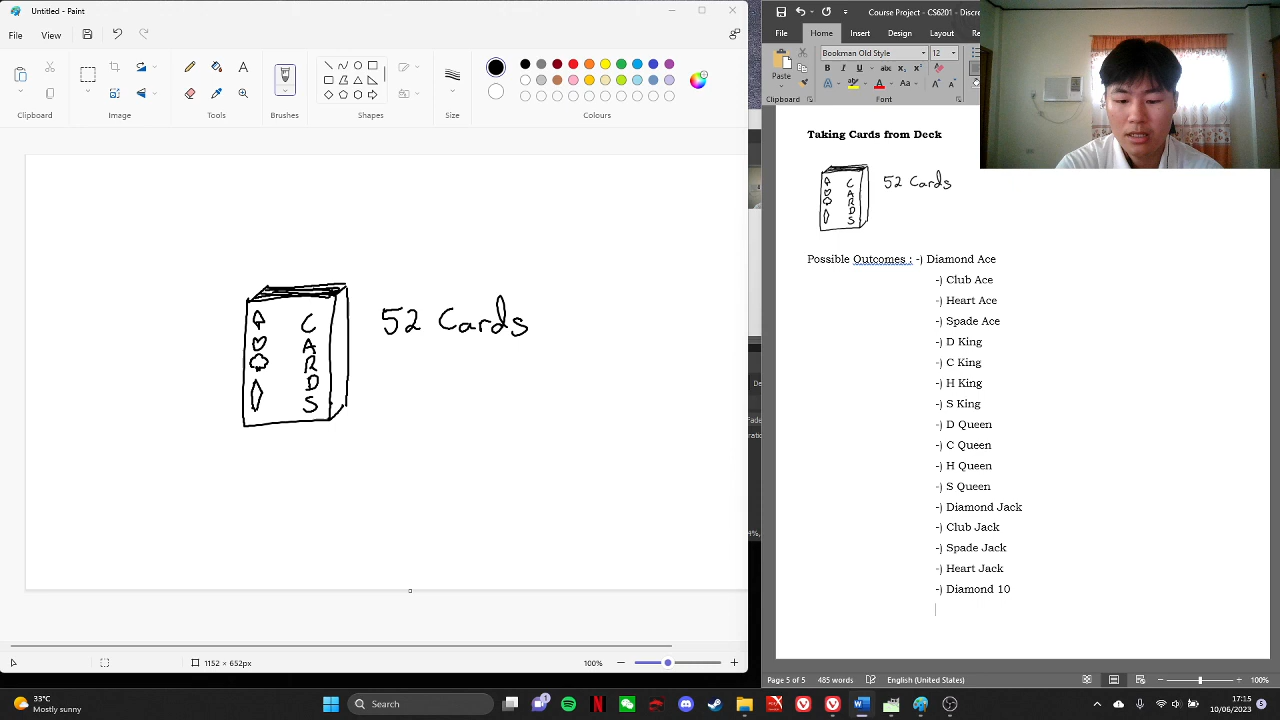 Untitled - Paint
File View
Clipboard
Image
Tools
Brushes
Shapes
Size
Colours
A
52 Cards
C
A
R
D
S
1152 × 652px
100%
Course Project - CS6201 - Discre
File Home Insert Draw Design
Paste
Bookman Old Style 12
B I U ab x₂ x²
Clipboard
Font
Taking Cards from Deck
52 Cards
C
A
R
D
S
Possible Outcomes : -) Diamond Ace
-) Club Ace
-) Heart Ace
-) Spade Ace
-) D King
-) C King
-) H King
-) S King
-) D Queen
-) C Queen
-) H Queen
-) S Queen
-) Diamond Jack
-) Club Jack
-) Spade Jack
-) Heart Jack
-) Diamond 10
Page 5 of 5 485 words English (United States) 100%
33°C
Mostly sunny
Search
17:15
10/06/2023